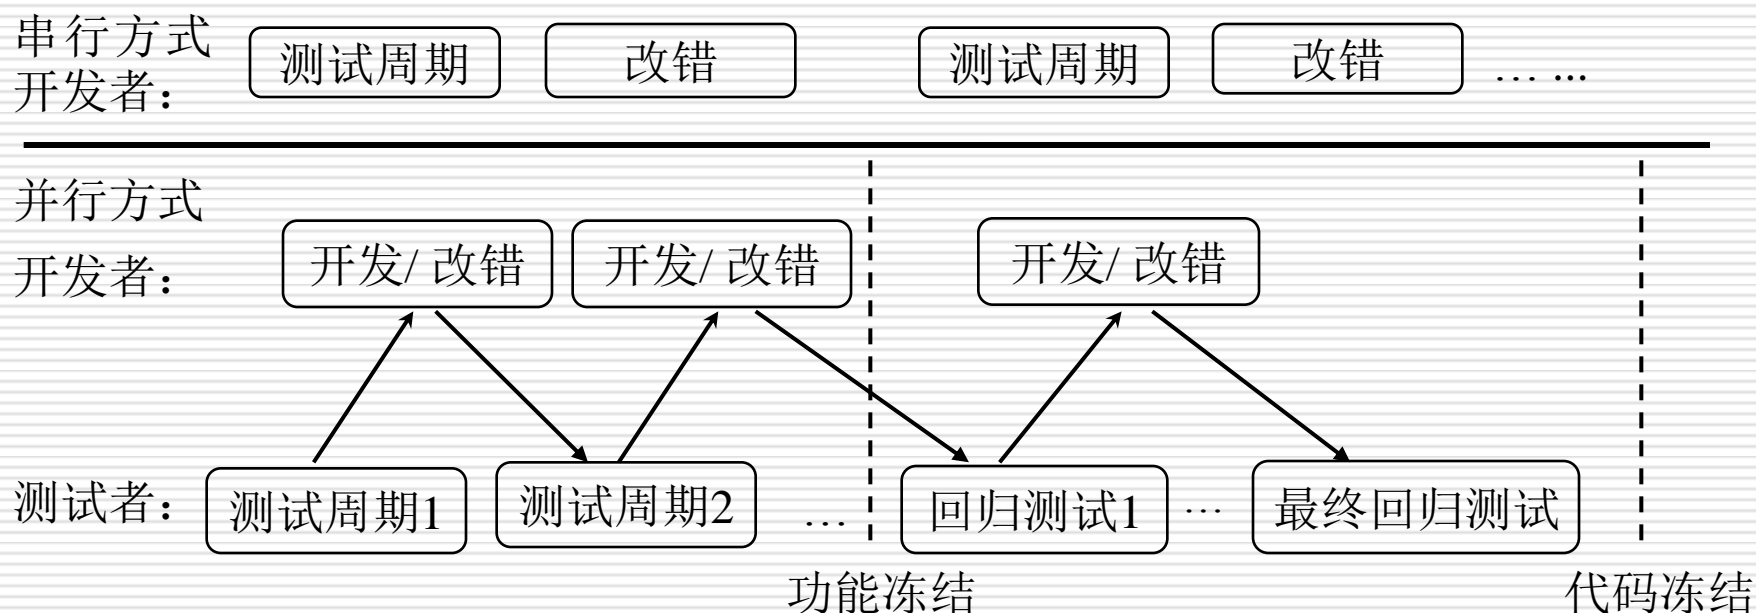 串行方式
开发者：
测试周期 改错 测试周期 改错 … ...
并行方式
开发者： 开发/ 改错 开发/ 改错 开发/ 改错
测试者： 测试周期1 测试周期2 … 回归测试1 … 最终回归测试
功能冻结 代码冻结